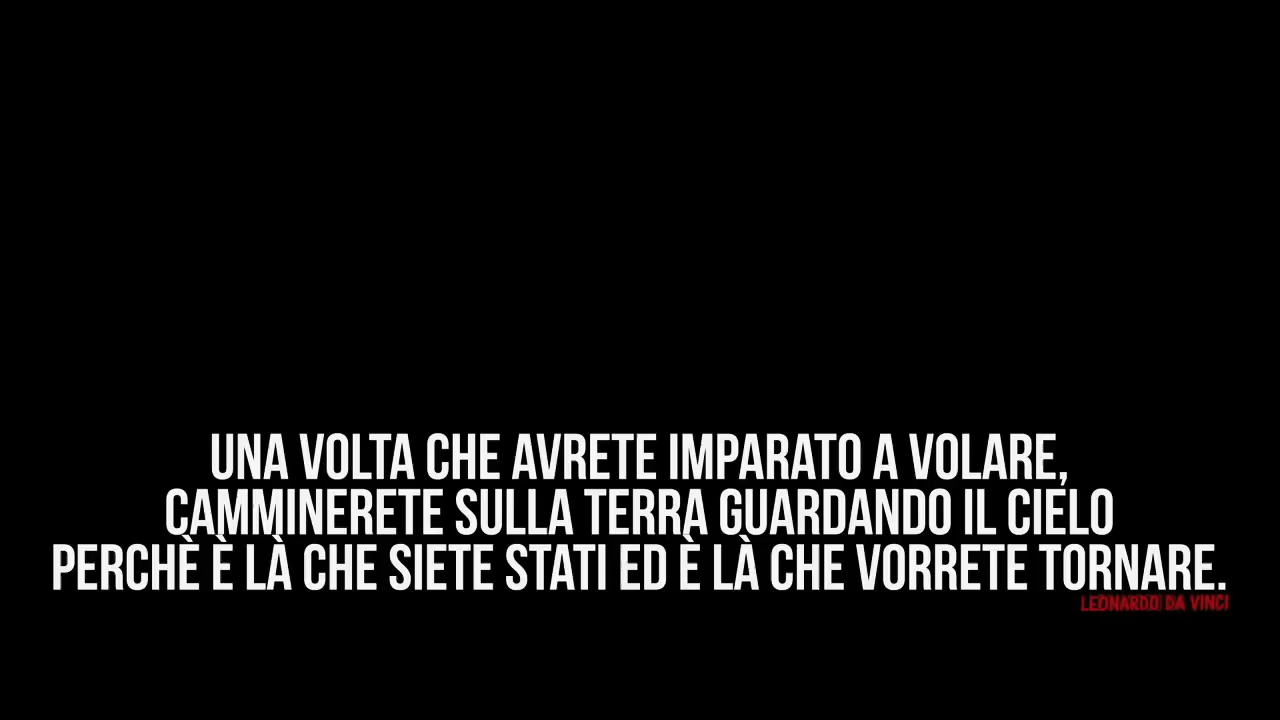 UNA VOLTA CHE AVRETE IMPARATO A VOLARE,
CAMMINERETE SULLA TERRA GUARDANDO IL CIELO
PERCHÈ È LÀ CHE SIETE STATI ED È LÀ CHE VORRETE TORNARE.
LEONARDO DA VINCI